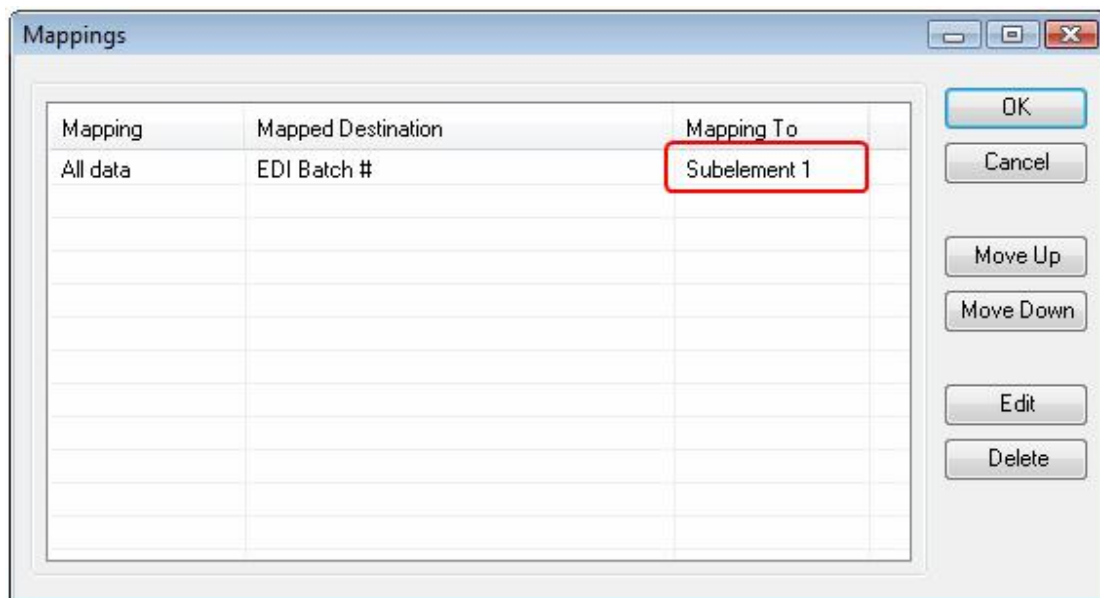 Mappings
Mapping Mapped Destination Mapping To
All data EDI Batch # Subelement 1
OK
Cancel
Move Up
Move Down
Edit
Delete